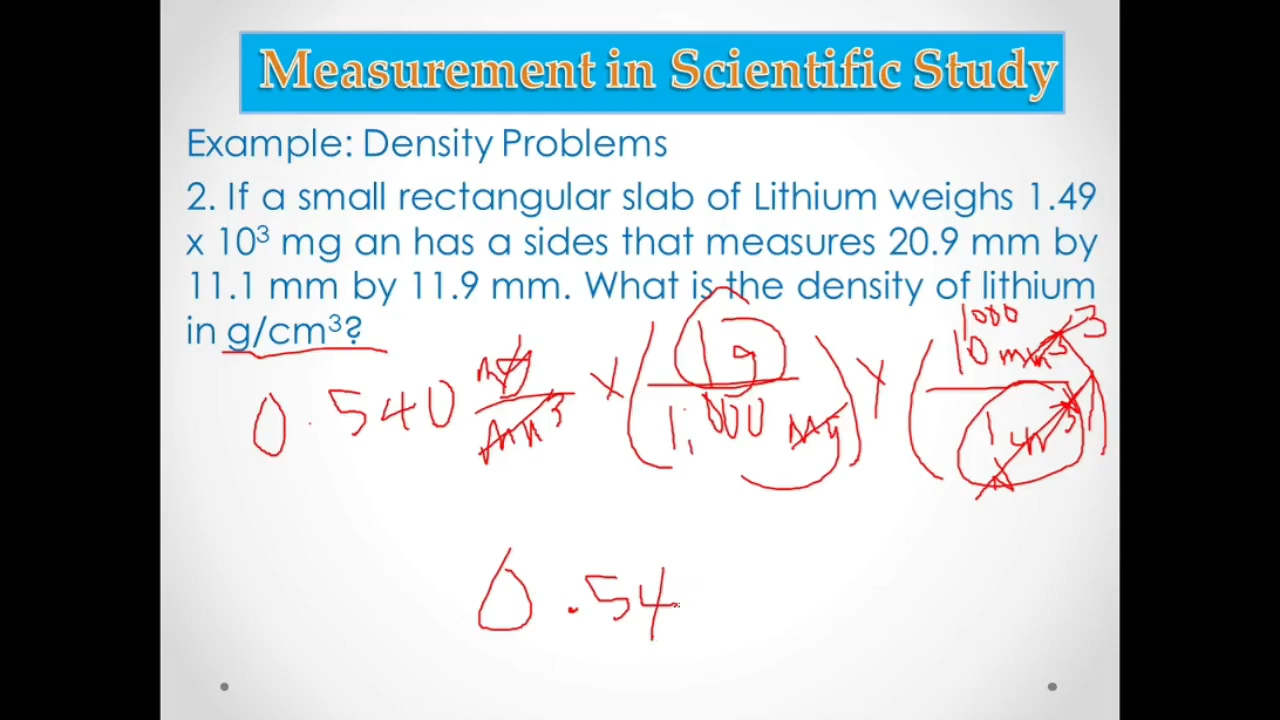 Measurement in Scientific Study
Example: Density Problems
2. If a small rectangular slab of Lithium weighs 1.49
x 10³ mg an has a sides that measures 20.9 mm by
11.1 mm by 11.9 mm. What is the density of lithium
in g/cm³?
1000
0.540 mg x ( 1 g ) x ( 10 mm³ 3
mm³ 1,000 mg 1 cm³ )
0.54